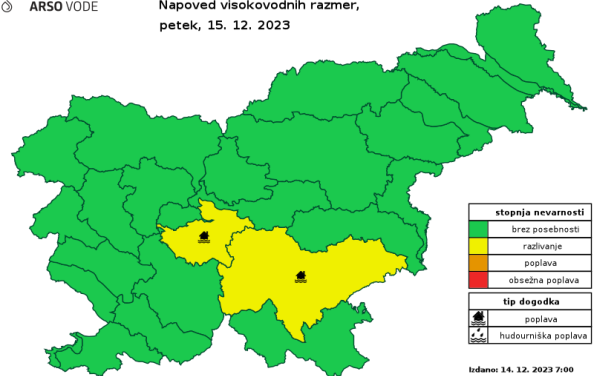 ARSO VODE
Napoved visokovodnih razmer,
petek, 15. 12. 2023
stopnja nevarnosti
brez posebnosti
razlivanje
poplava
obsežna poplava
tip dogodka
poplava
hudourniška poplava
Izdano: 14. 12. 2023 7:00